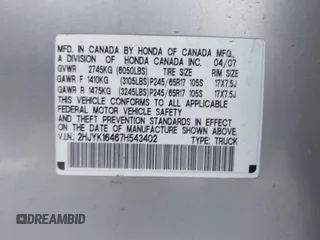 MFD. IN CANADA BY HONDA OF CANADA MFG.,
A DIVISION OF HONDA CANADA INC. 04/07
GVWR 2745KG (6050LBS) TIRE SIZE RIM SIZE
GAWR F 1410KG (3105LBS) P245/65R17 105S 17X7.5J
GAWR R 1475KG (3245LBS) P245/65R17 105S 17X7.5J
THIS VEHICLE CONFORMS TO ALL APPLICABLE
FEDERAL MOTOR VEHICLE SAFETY
AND THEFT PREVENTION STANDARDS IN EFFECT ON
THE DATE OF MANUFACTURE SHOWN ABOVE.
V.I.N.: 2HJYK16467H543402 TYPE: TRUCK
DREAMBID
AutoBidCar